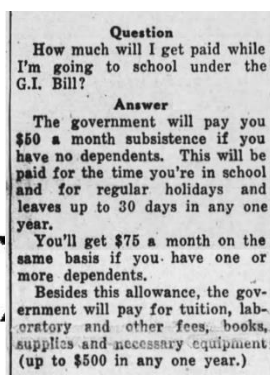 Question
How much will I get paid while
I'm going to school under the
G.I. Bill?
Answer
The government will pay you
$50 a month subsistence if you
have no dependents. This will be
paid for the time you're in school
and for regular holidays and
leaves up to 30 days in any one
year.
You'll get $75 a month on the
same basis if you have one or
more dependents.
Besides this allowance, the gov-
ernment will pay for tuition, lab-
oratory and other fees, books,
supplies and necessary equipment
(up to $500 in any one year.)